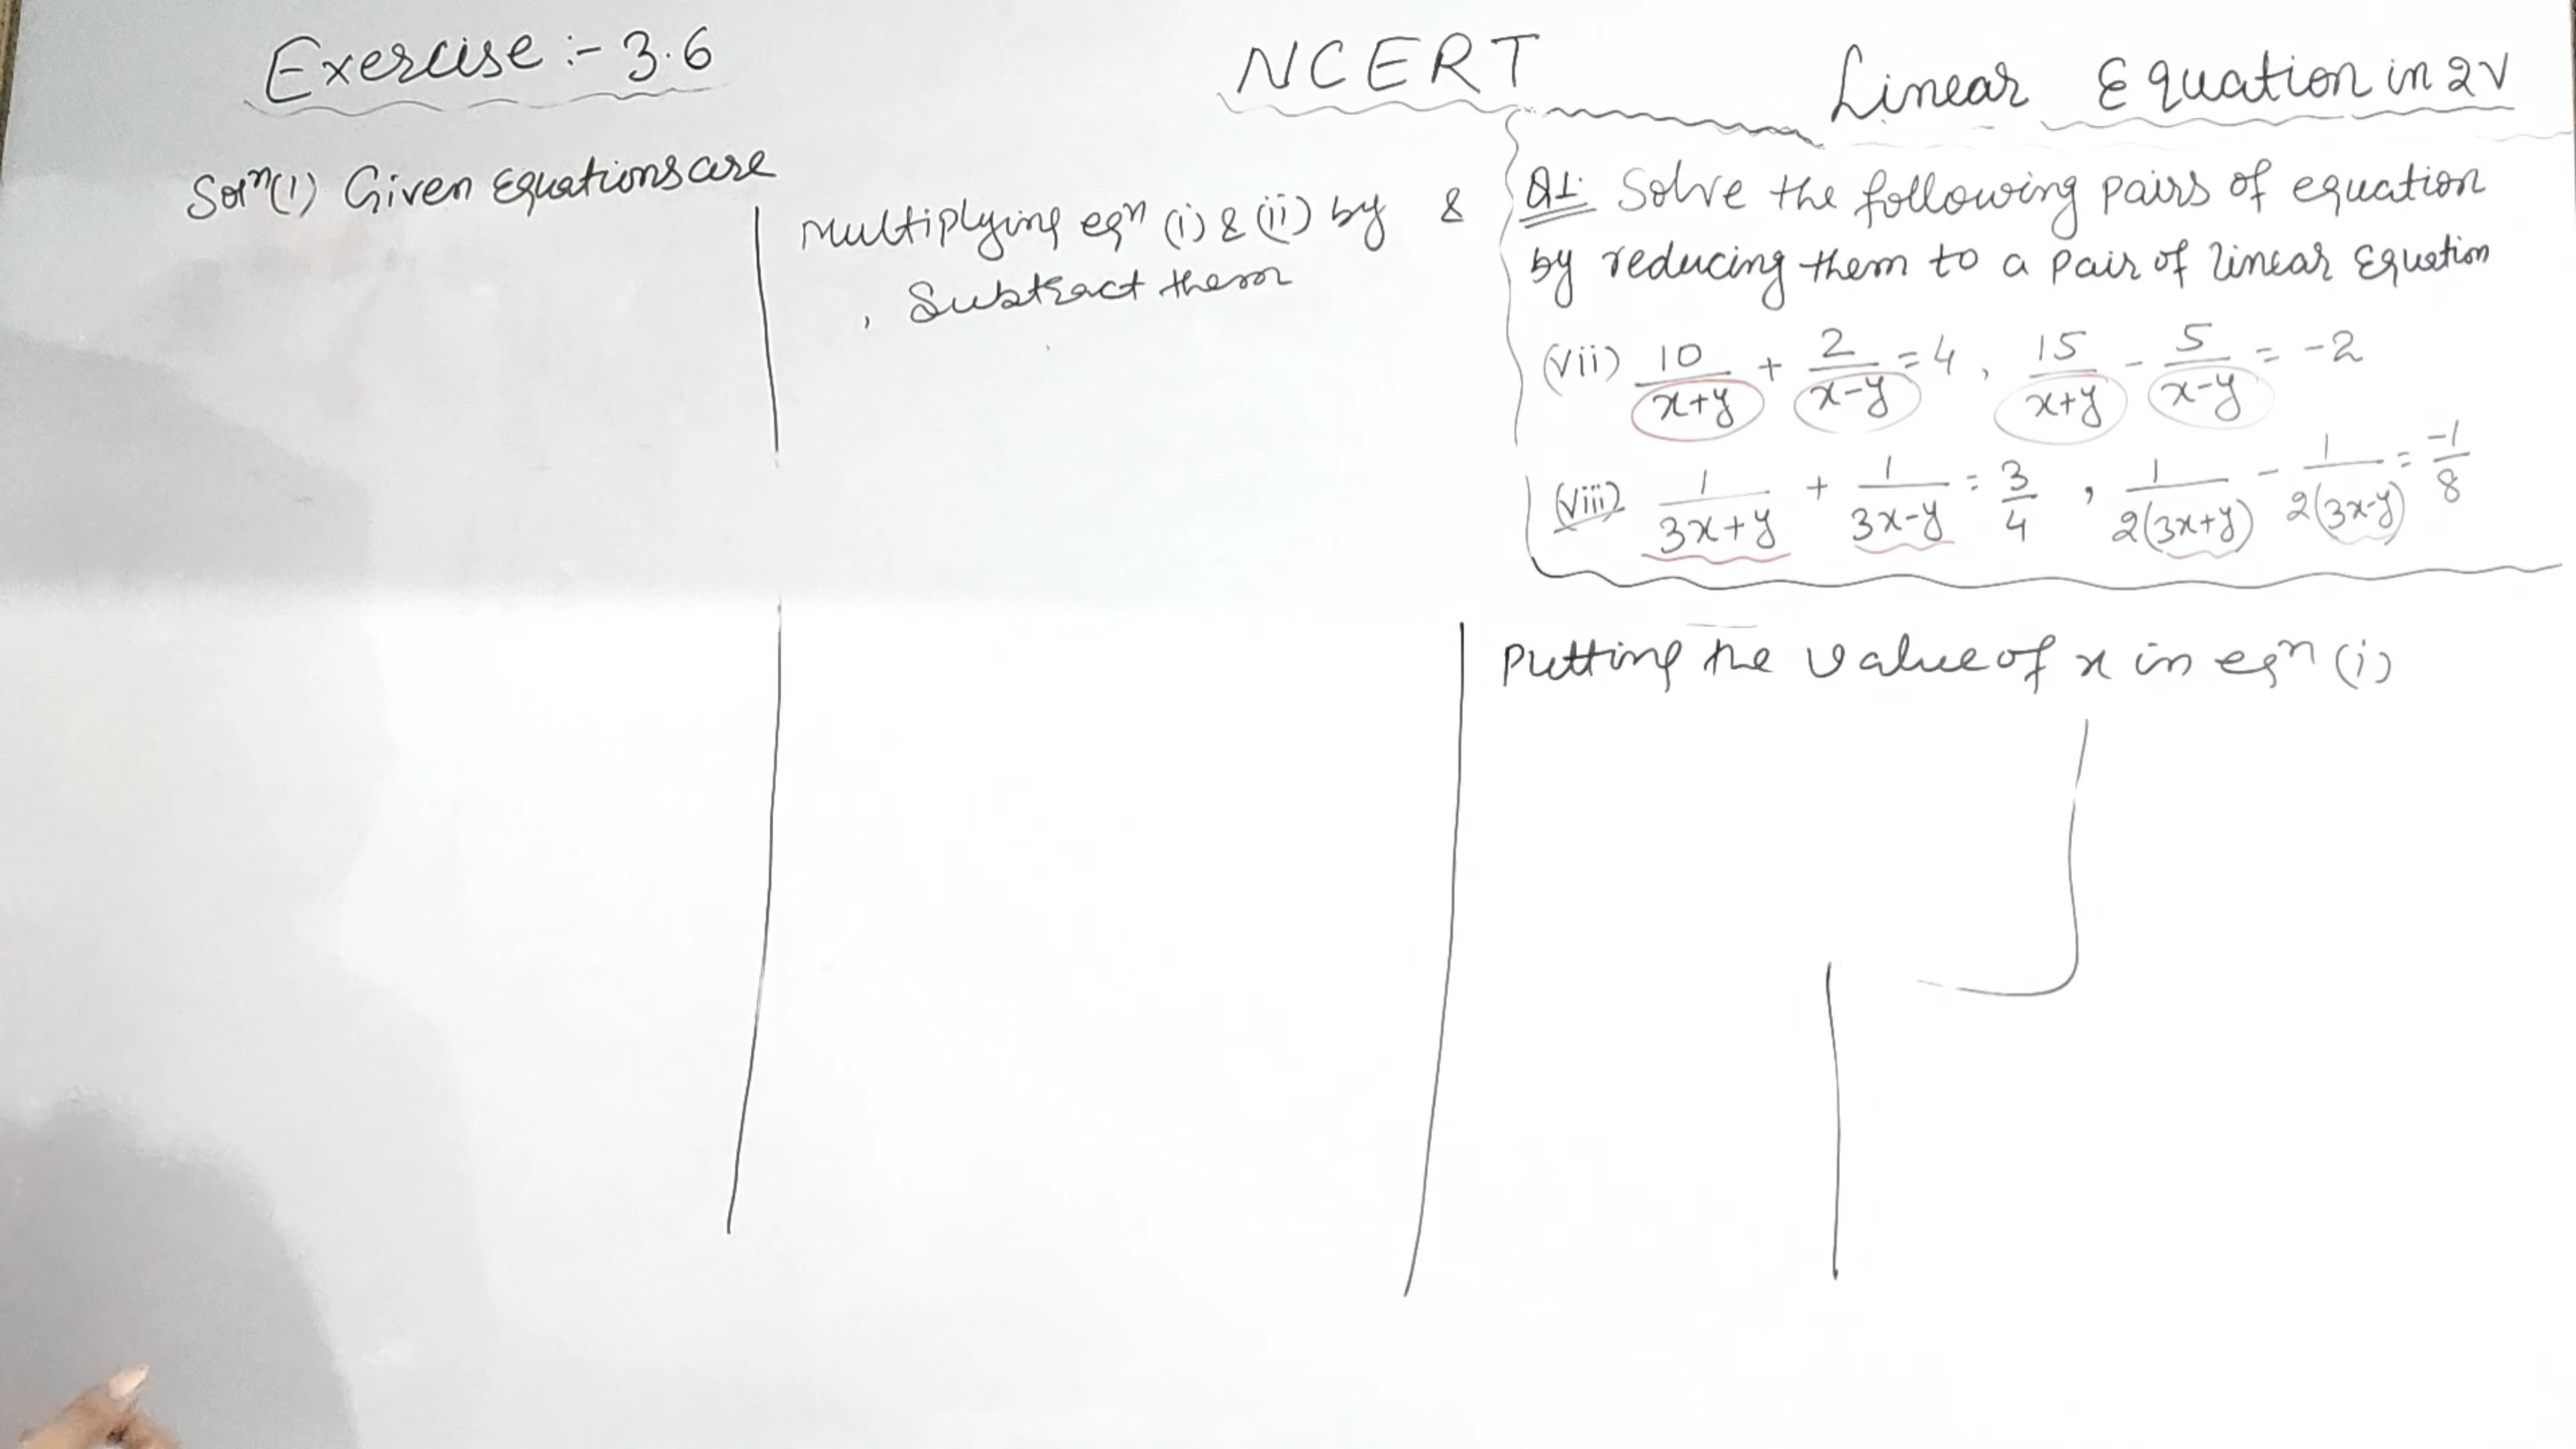 Exercise :- 3.6
NCERT
Linear Equation in 2V
Solⁿ(1) Given Equations are
Multiplying eqⁿ (i) & (ii) by &
, Subtract them
Q1. Solve the following pairs of equation
by reducing them to a pair of linear Equation
(vii) 10/(x+y) + 2/(x-y) = 4 , 15/(x+y) - 5/(x-y) = -2
(viii) 1/(3x+y) + 1/(3x-y) = 3/4 , 1/2(3x+y) - 1/2(3x-y) = -1/8
Putting the value of x in eqⁿ (i)